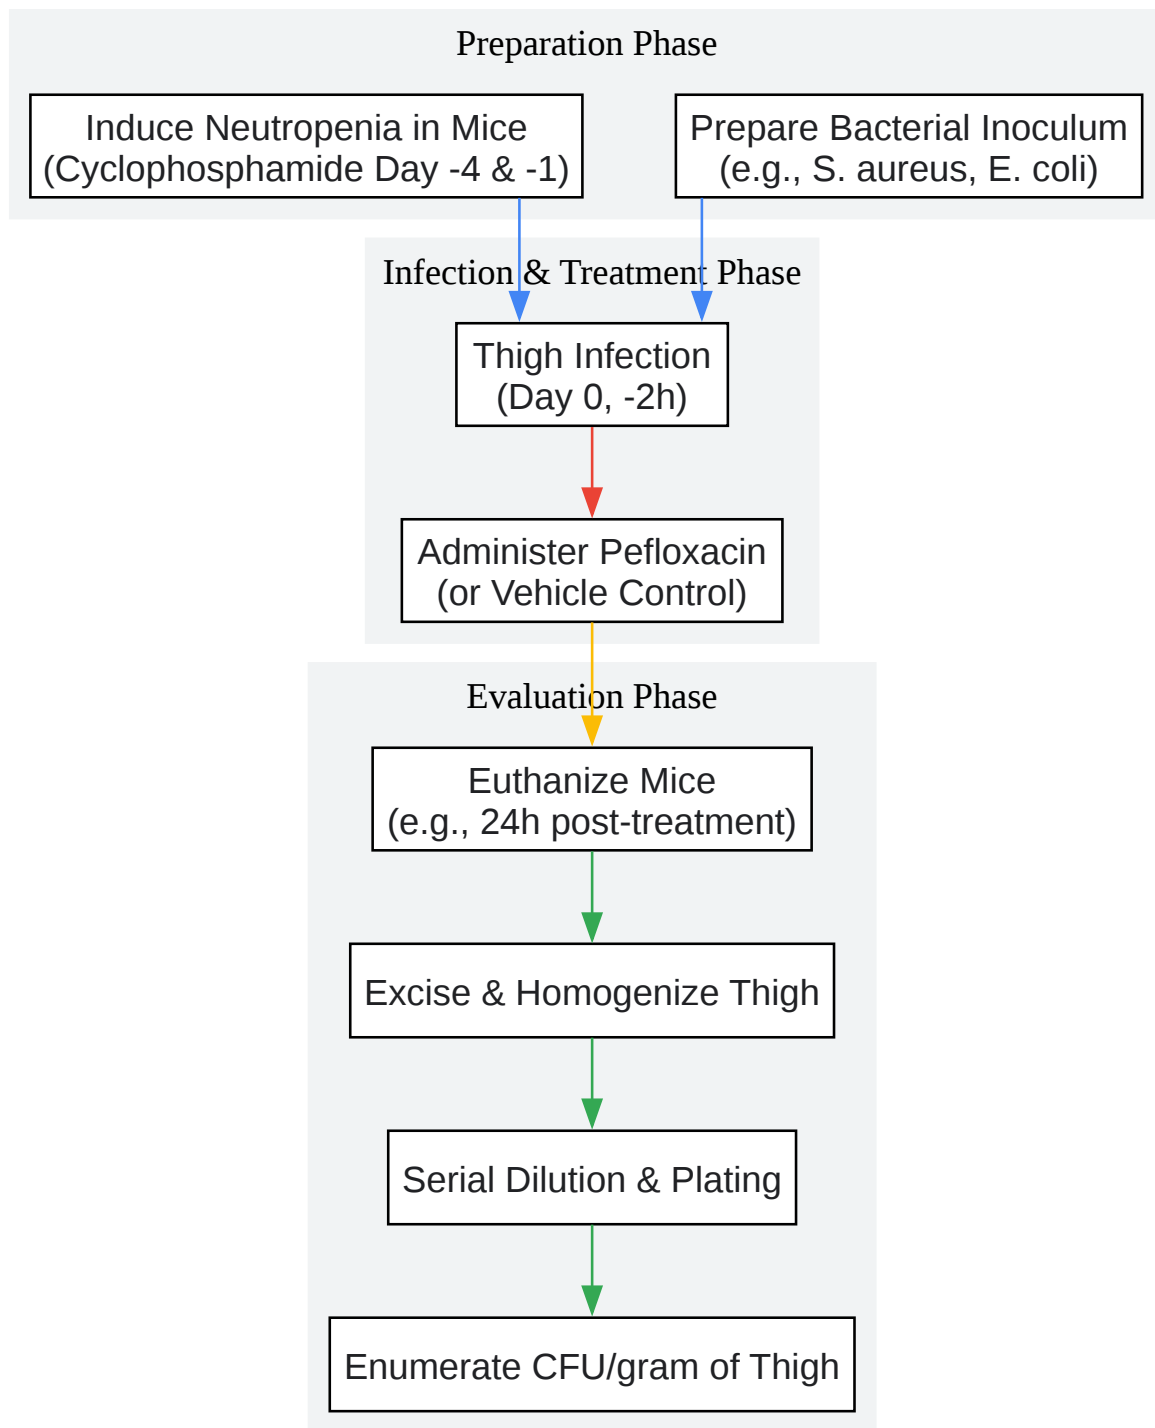 Preparation Phase
Induce Neutropenia in Mice
(Cyclophosphamide Day -4 & -1)
Prepare Bacterial Inoculum
(e.g., S. aureus, E. coli)
Infection & Treatment Phase
Thigh Infection
(Day 0, -2h)
Administer Pefloxacin
(or Vehicle Control)
Evaluation Phase
Euthanize Mice
(e.g., 24h post-treatment)
Excise & Homogenize Thigh
Serial Dilution & Plating
Enumerate CFU/gram of Thigh